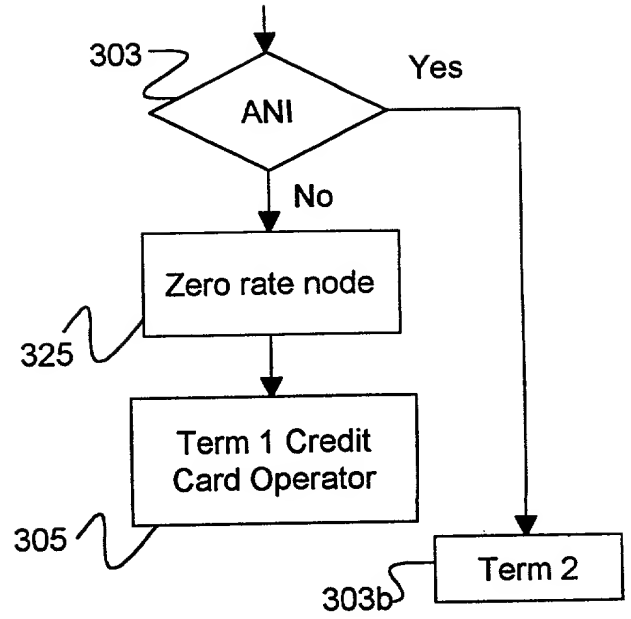 303
Yes
ANI
No
Zero rate node
325
Term 1 Credit
Card Operator
305
Term 2
303b